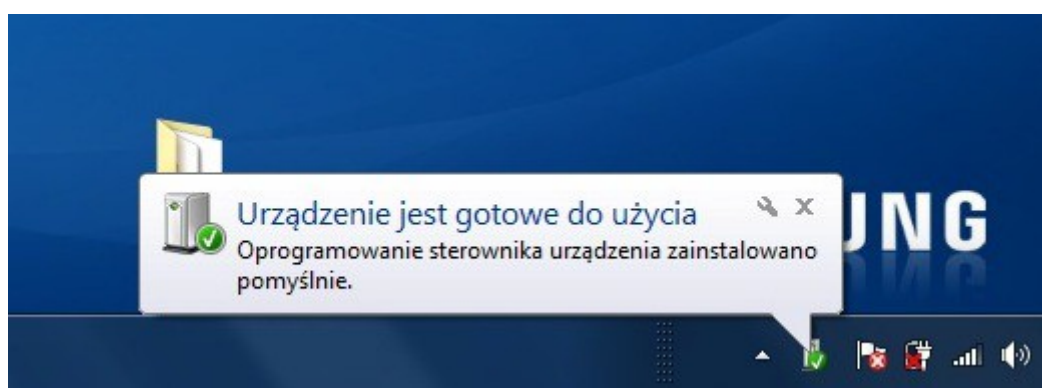 Urządzenie jest gotowe do użycia
Oprogramowanie sterownika urządzenia zainstalowano
pomyślnie.
UNG